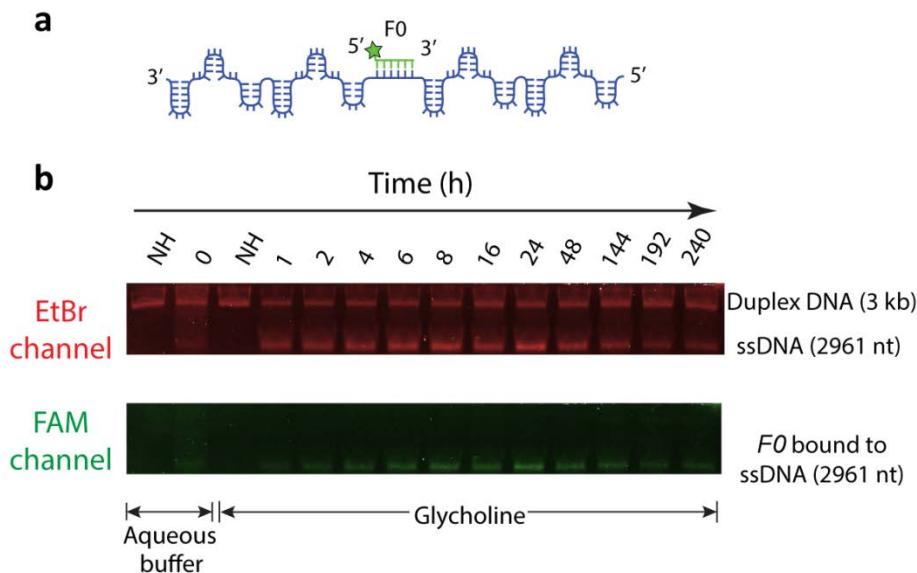 a
F0
5′ 3′
3′ 5′
b
Time (h)
NH 0 NH 1 2 4 6 8 16 24 48 144 192 240
EtBr
channel
Duplex DNA (3 kb)
ssDNA (2961 nt)
FAM
channel
F0 bound to
ssDNA (2961 nt)
Aqueous
buffer
Glycholine